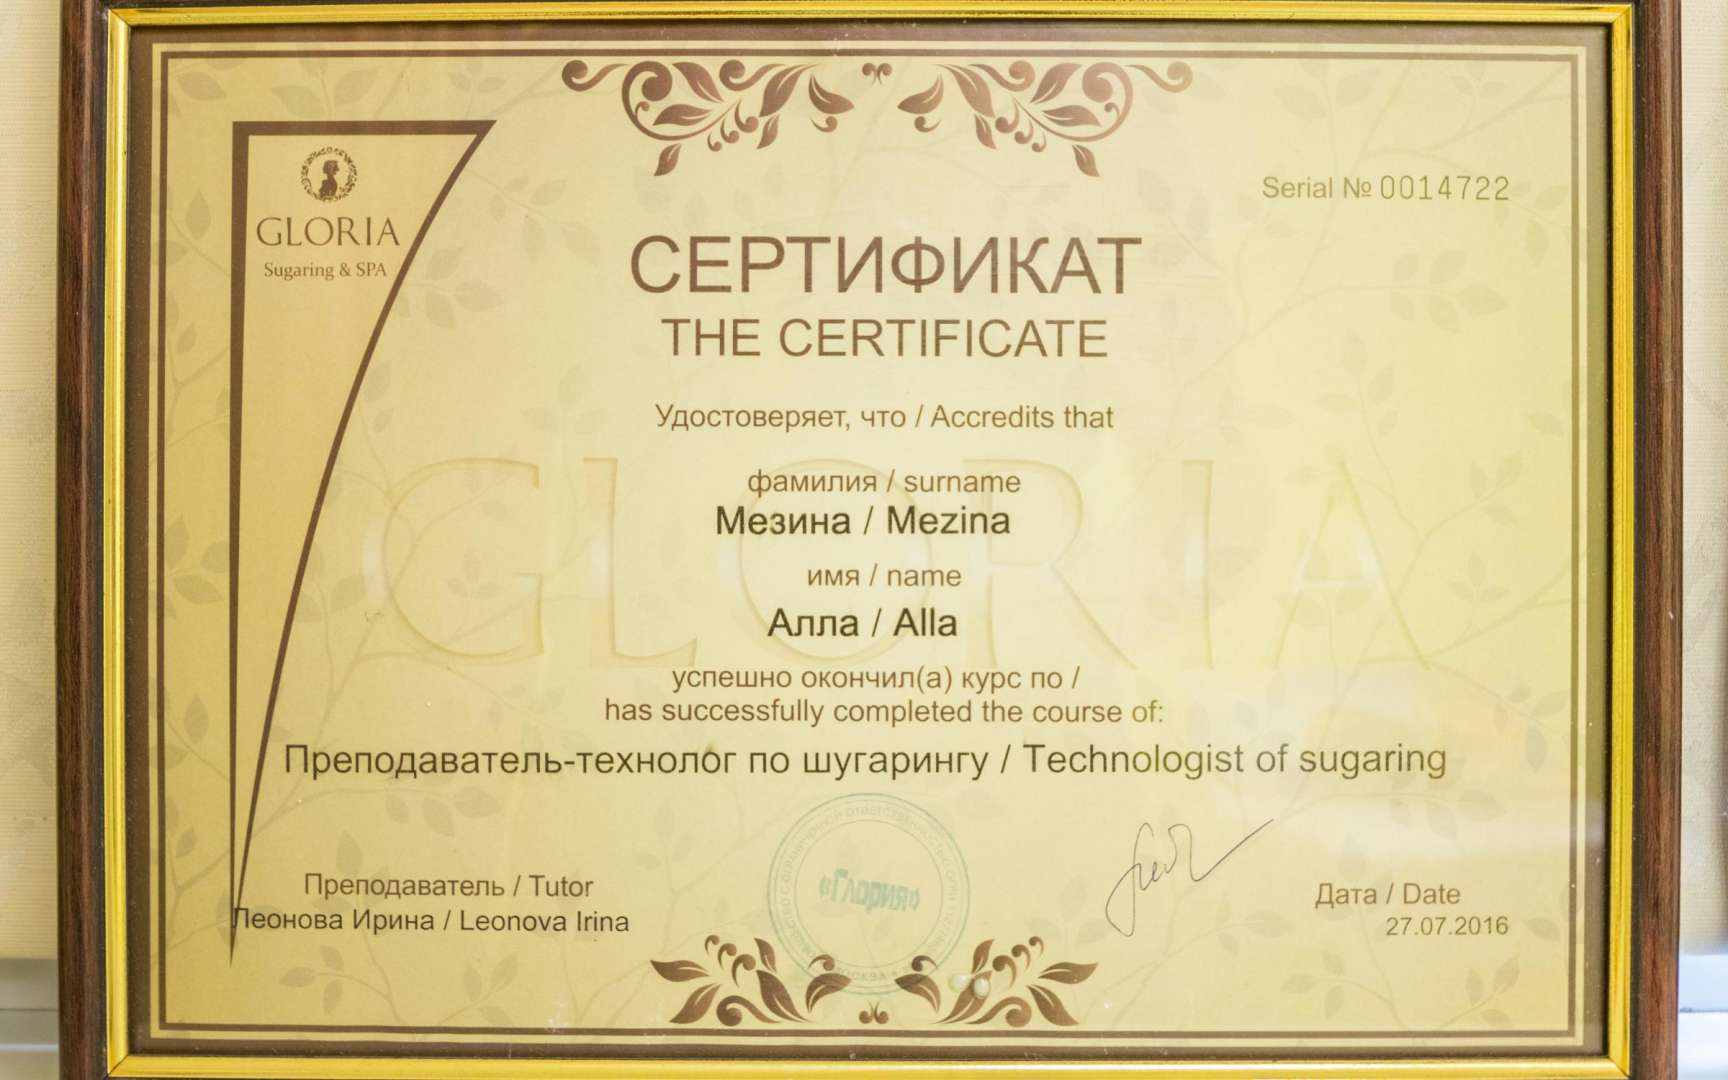 GLORIA
Sugaring & SPA
Serial № 0014722
СЕРТИФИКАТ
THE CERTIFICATE
Удостоверяет, что / Accredits that
фамилия / surname
Мезина / Mezina
имя / name
Алла / Alla
GLORIA
успешно окончил(а) курс по /
has successfully completed the course of:
Преподаватель-технолог по шугарингу / Technologist of sugaring
«Глория»
Преподаватель / Tutor
Леонова Ирина / Leonova Irina
Дата / Date
27.07.2016